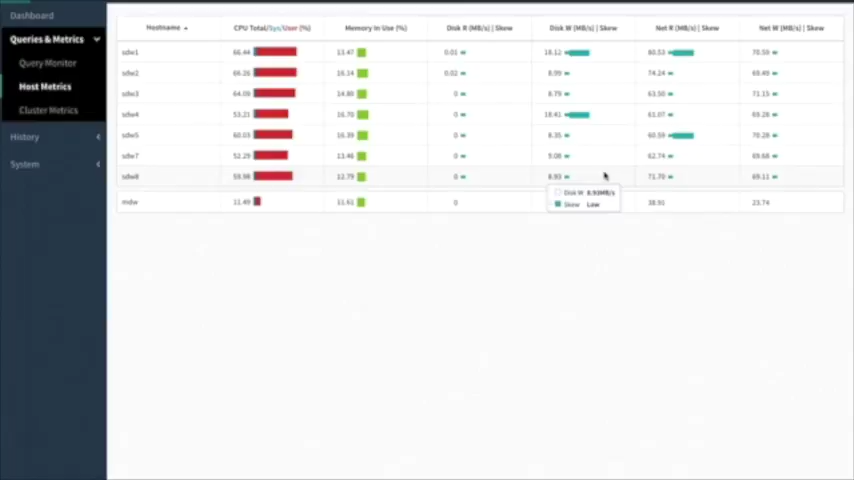 Dashboard
Queries & Metrics
Query Monitor
Host Metrics
Cluster Metrics
History
System
Hostname CPU Total/Sys/User (%) Memory In Use (%) Disk R (MB/s) | Skew Disk W (MB/s) | Skew Net R (MB/s) | Skew Net W (MB/s) | Skew
sdw1 66.44 13.47 0.01 18.12 60.53 70.59
sdw2 66.26 16.14 0.02 8.99 74.24 69.49
sdw3 64.09 14.80 0 8.79 63.50 71.15
sdw4 53.21 16.70 0 18.41 61.07 69.28
sdw5 60.03 16.39 0 8.35 60.59 70.28
sdw7 52.29 13.46 0 9.08 62.74 69.68
sdw8 59.98 12.79 0 8.93 71.70 69.11
mdw 11.49 11.61 0 38.91 23.74
Disk W 8.93MB/s
Skew Low